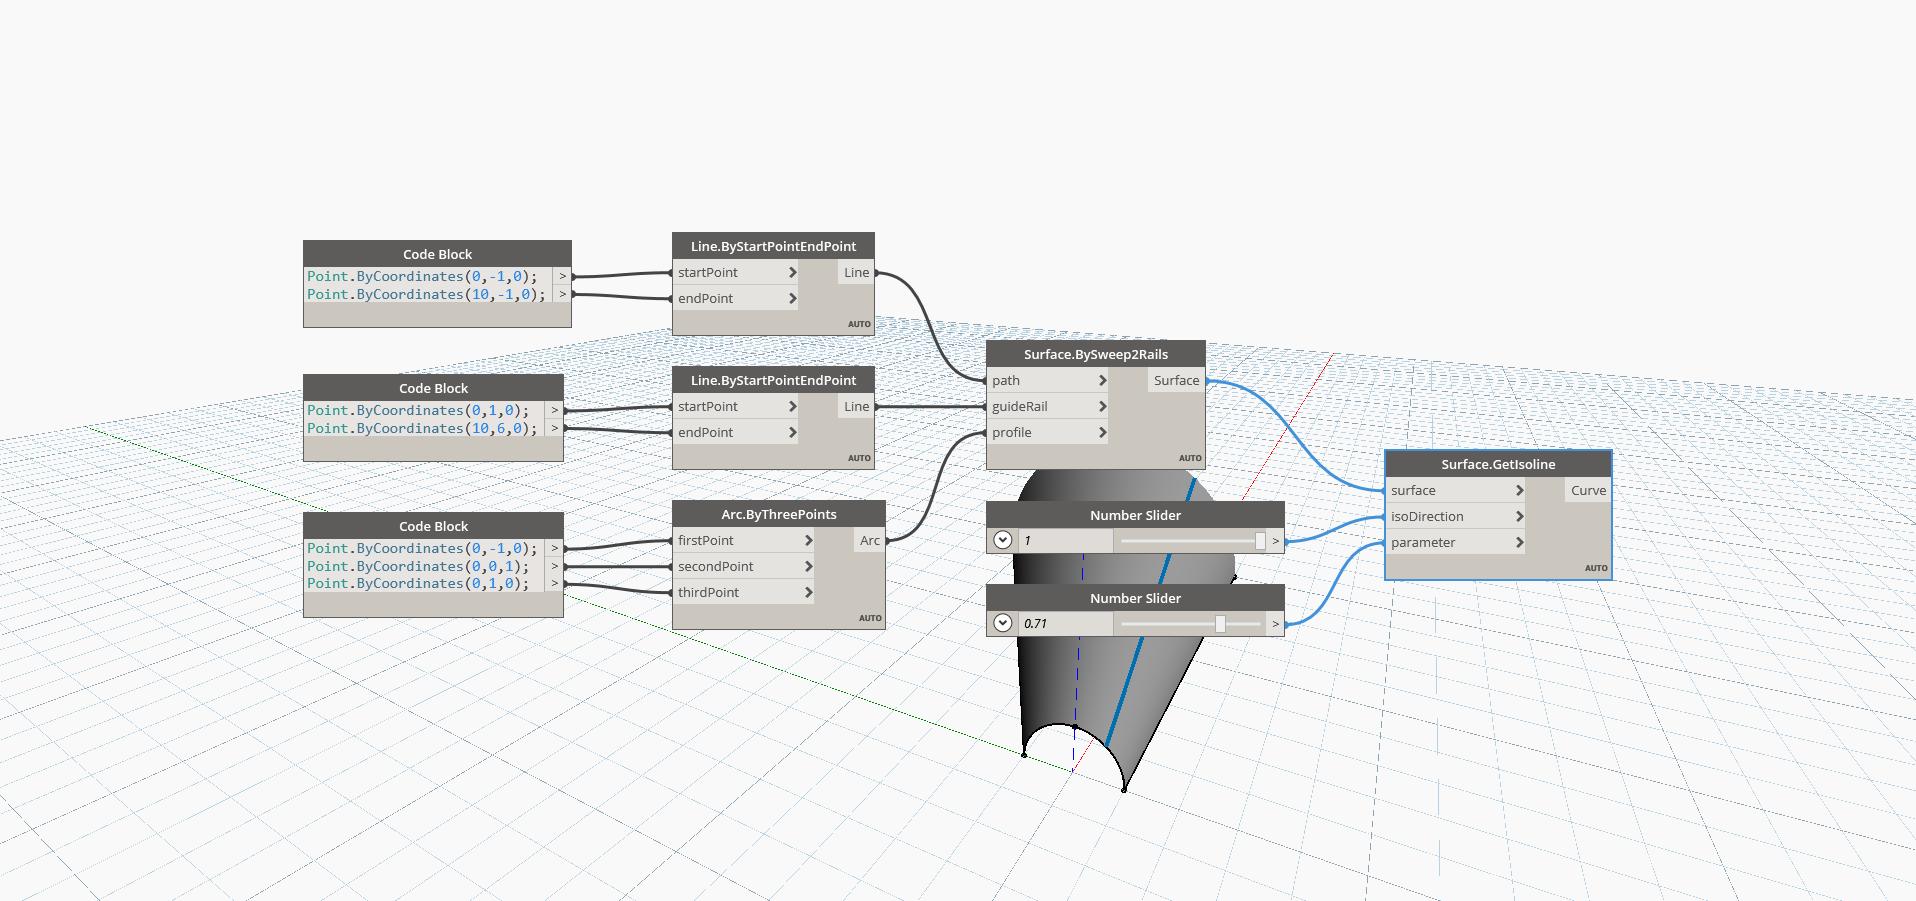 Code Block
Point.ByCoordinates(0,-1,0); >
Point.ByCoordinates(10,-1,0); >
Line.ByStartPointEndPoint
startPoint > Line
endPoint >
AUTO
Code Block
Point.ByCoordinates(0,1,0); >
Point.ByCoordinates(10,6,0); >
Line.ByStartPointEndPoint
startPoint > Line
endPoint >
AUTO
Code Block
Point.ByCoordinates(0,-1,0); >
Point.ByCoordinates(0,0,1); >
Point.ByCoordinates(0,1,0); >
Arc.ByThreePoints
firstPoint > Arc
secondPoint >
thirdPoint >
AUTO
Surface.BySweep2Rails
path > Surface
guideRail >
profile >
AUTO
Number Slider
1 >
Number Slider
0.71 >
Surface.GetIsoline
surface > Curve
isoDirection >
parameter >
AUTO